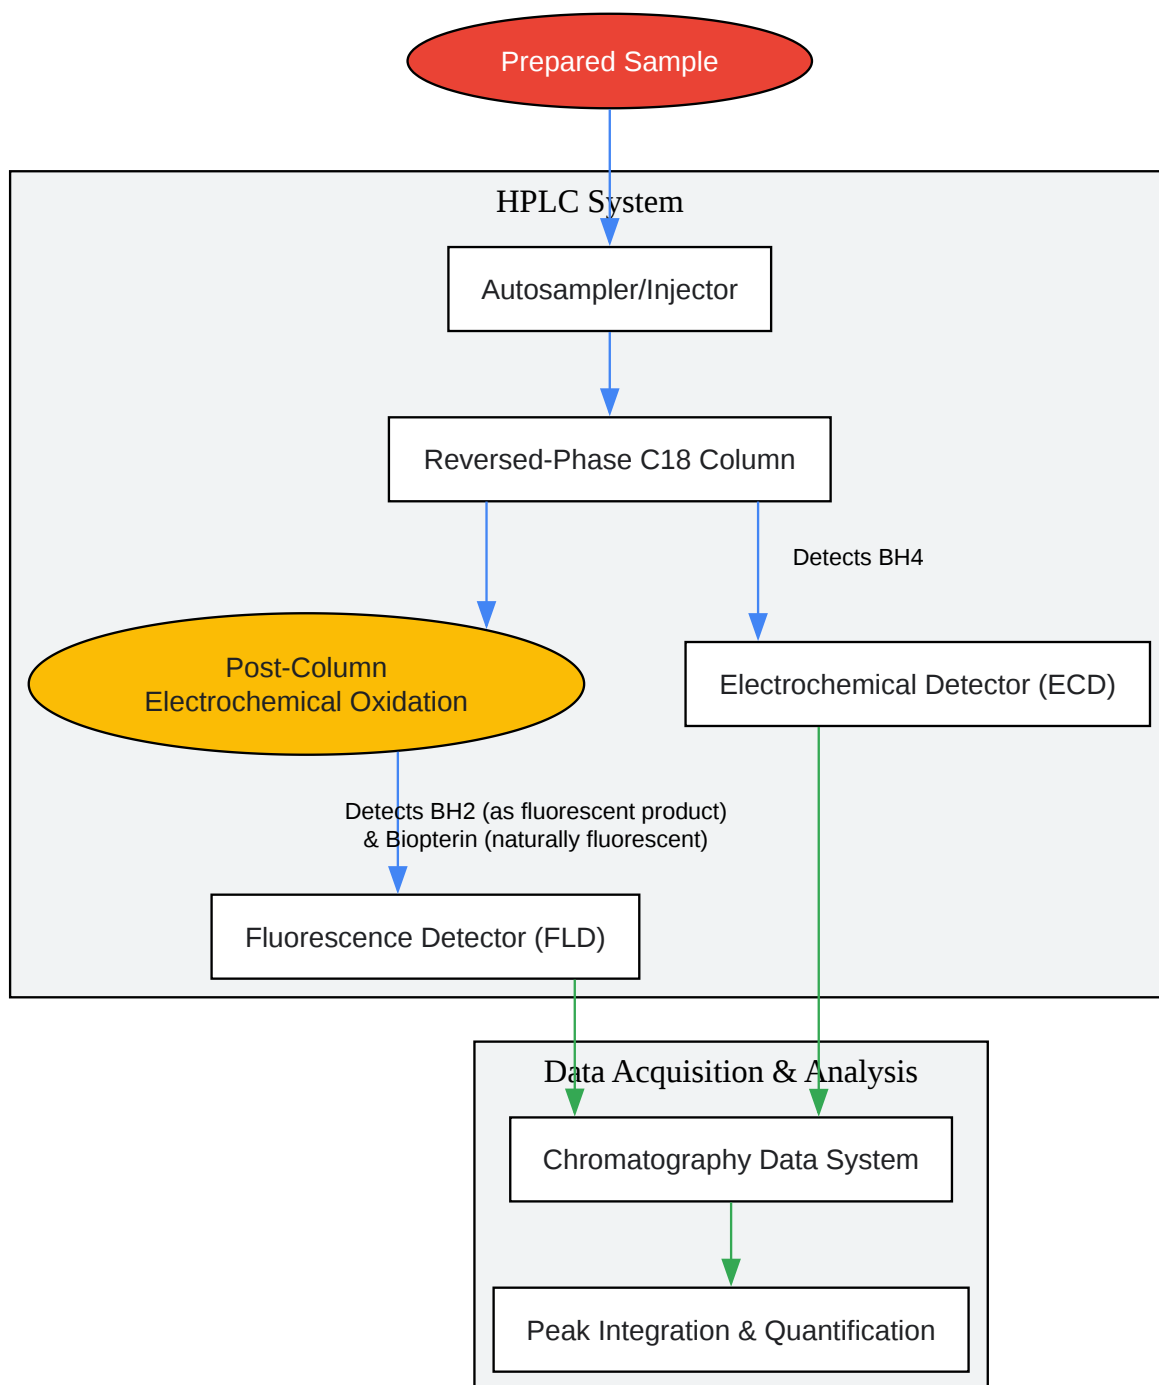 Prepared Sample
HPLC System
Autosampler/Injector
Reversed-Phase C18 Column
Detects BH4
Post-Column
Electrochemical Oxidation
Electrochemical Detector (ECD)
Detects BH2 (as fluorescent product)
& Biopterin (naturally fluorescent)
Fluorescence Detector (FLD)
Data Acquisition & Analysis
Chromatography Data System
Peak Integration & Quantification